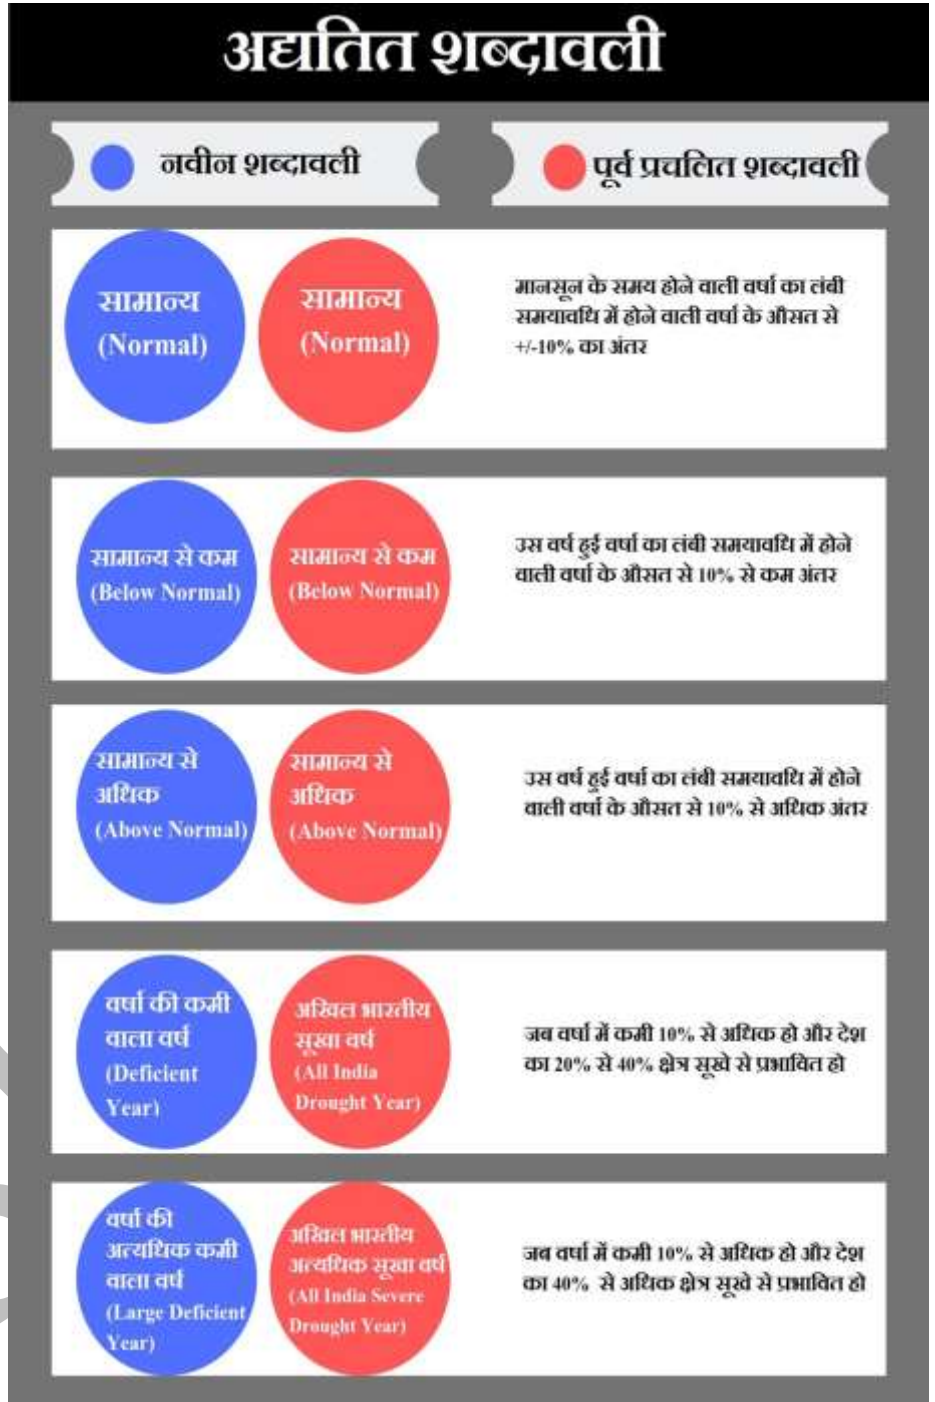 अद्यतित शब्दावली
नवीन शब्दावली
पूर्व प्रचलित शब्दावली
सामान्य
(Normal)
सामान्य
(Normal)
मानसून के समय होने वाली वर्षा का लंबी
समयावधि में होने वाली वर्षा के औसत से
+/-10% का अंतर
सामान्य से कम
(Below Normal)
सामान्य से कम
(Below Normal)
उस वर्ष हुई वर्षा का लंबी समयावधि में होने
वाली वर्षा के औसत से 10% से कम अंतर
सामान्य से
अधिक
(Above Normal)
सामान्य से
अधिक
(Above Normal)
उस वर्ष हुई वर्षा का लंबी समयावधि में होने
वाली वर्षा के औसत से 10% से अधिक अंतर
वर्षा की कमी
वाला वर्ष
(Deficient
Year)
अखिल भारतीय
सूखा वर्ष
(All India
Drought Year)
जब वर्षा में कमी 10% से अधिक हो और देश
का 20% से 40% क्षेत्र सूखे से प्रभावित हो
वर्षा की
अत्यधिक कमी
वाला वर्ष
(Large Deficient
Year)
अखिल भारतीय
अत्यधिक सूखा वर्ष
(All India Severe
Drought Year)
जब वर्षा में कमी 10% से अधिक हो और देश
का 40% से अधिक क्षेत्र सूखे से प्रभावित हो